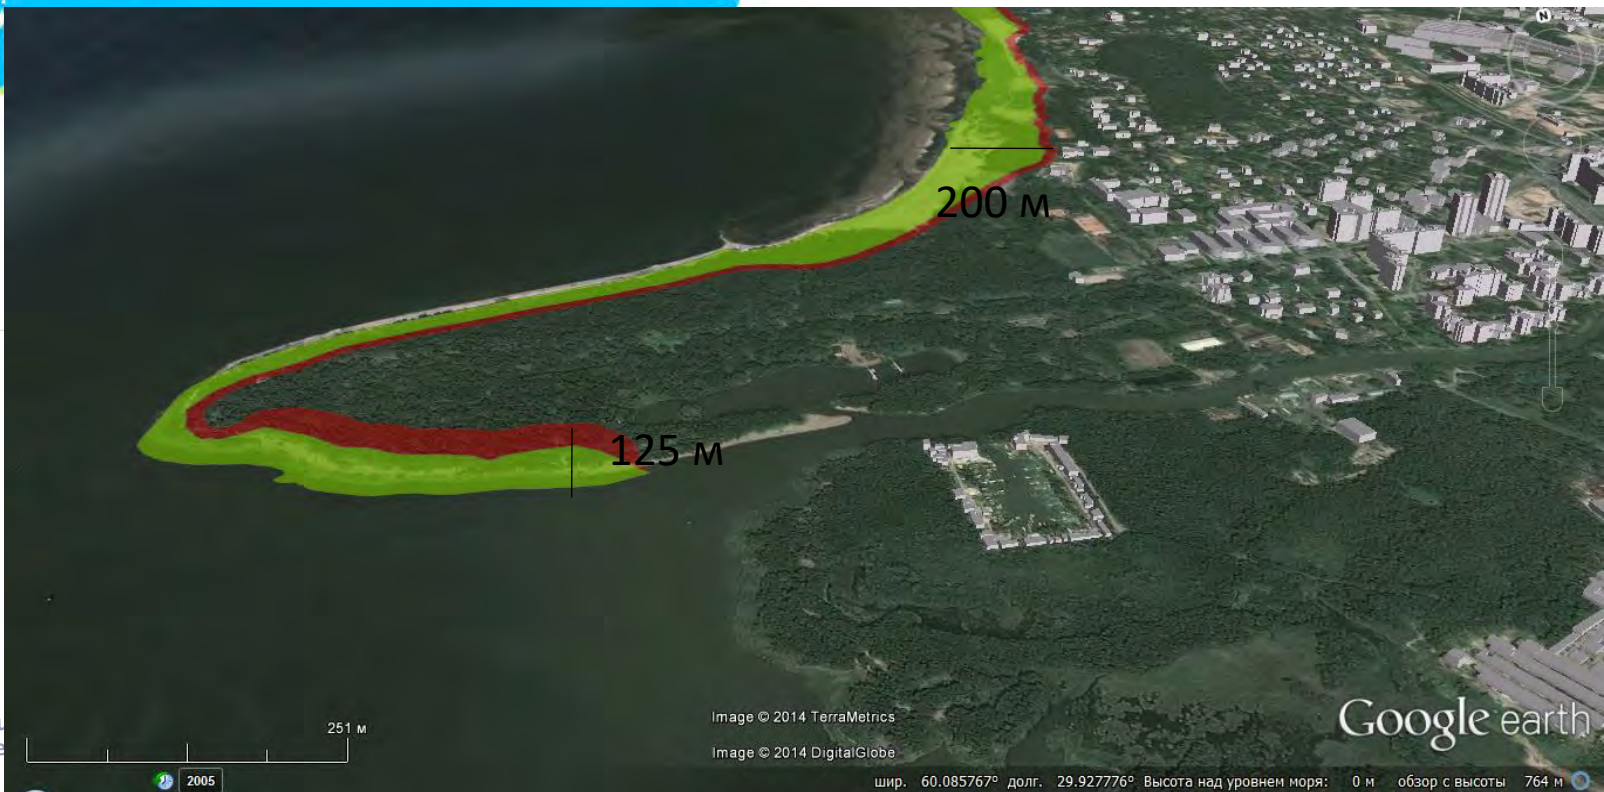 N
200 м
125 м
251 м
Image © 2014 TerraMetrics
Image © 2014 DigitalGlobe
Google earth
2005
шир. 60.085767° долг. 29.927776° Высота над уровнем моря: 0 м обзор с высоты 764 м